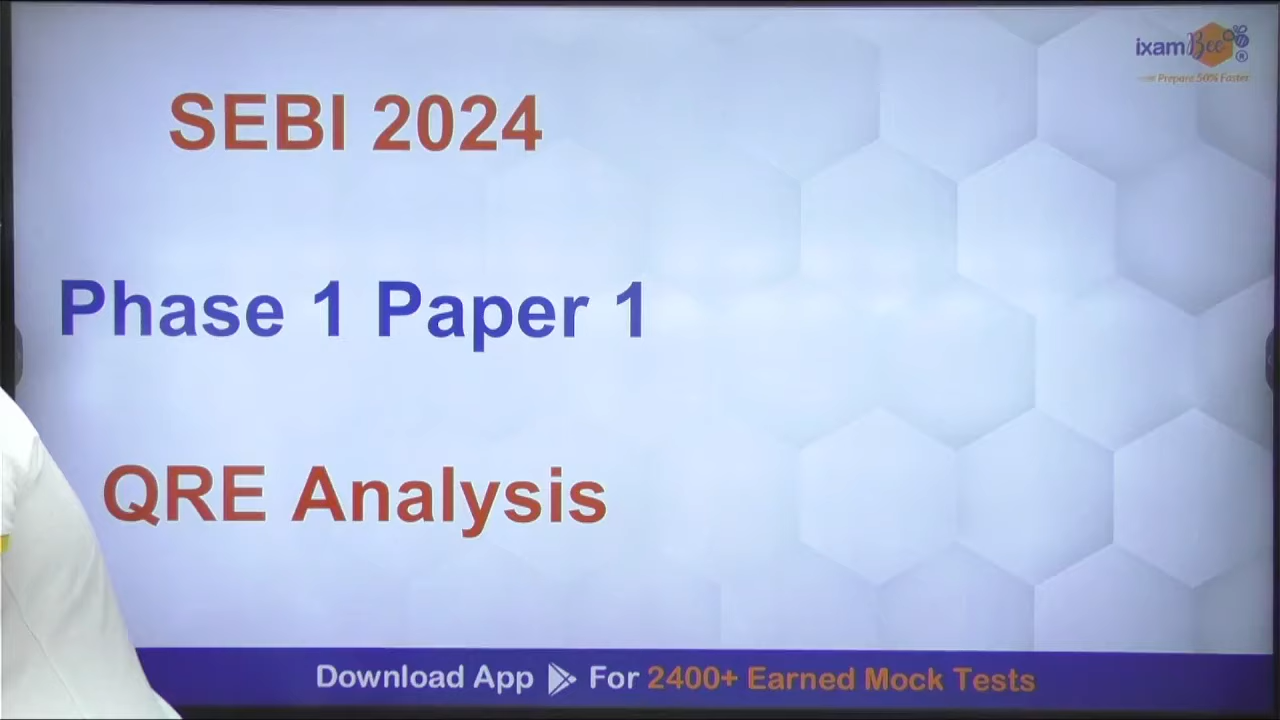 ixamBee
Prepare 50% Faster
SEBI 2024
Phase 1 Paper 1
QRE Analysis
Download App For 2400+ Earned Mock Tests